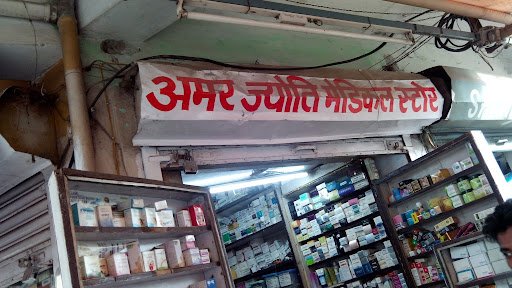 अमर ज्योति मेडिकल स्टोर